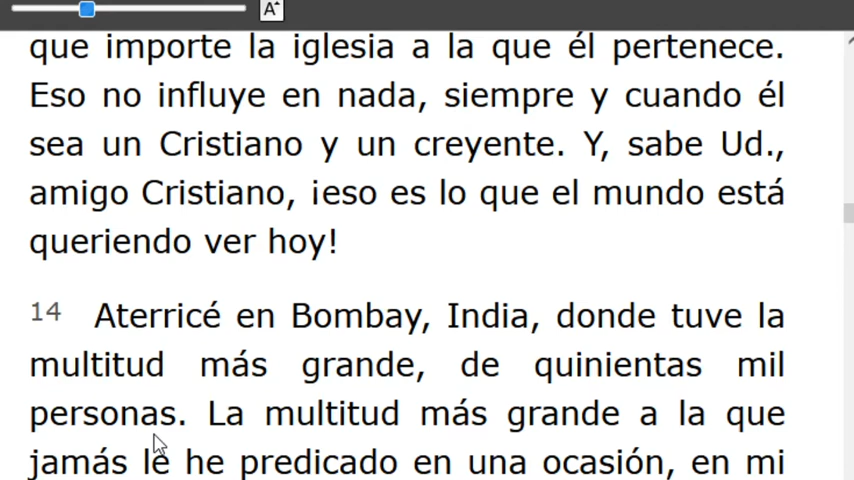 A
que importe la iglesia a la que él pertenece.
Eso no influye en nada, siempre y cuando él
sea un Cristiano y un creyente. Y, sabe Ud.,
amigo Cristiano, ¡eso es lo que el mundo está
queriendo ver hoy!
14 Aterricé en Bombay, India, donde tuve la
multitud más grande, de quinientas mil
personas. La multitud más grande a la que
jamás le he predicado en una ocasión, en mi